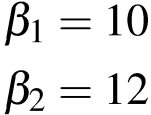 β₁ = 10
β₂ = 12